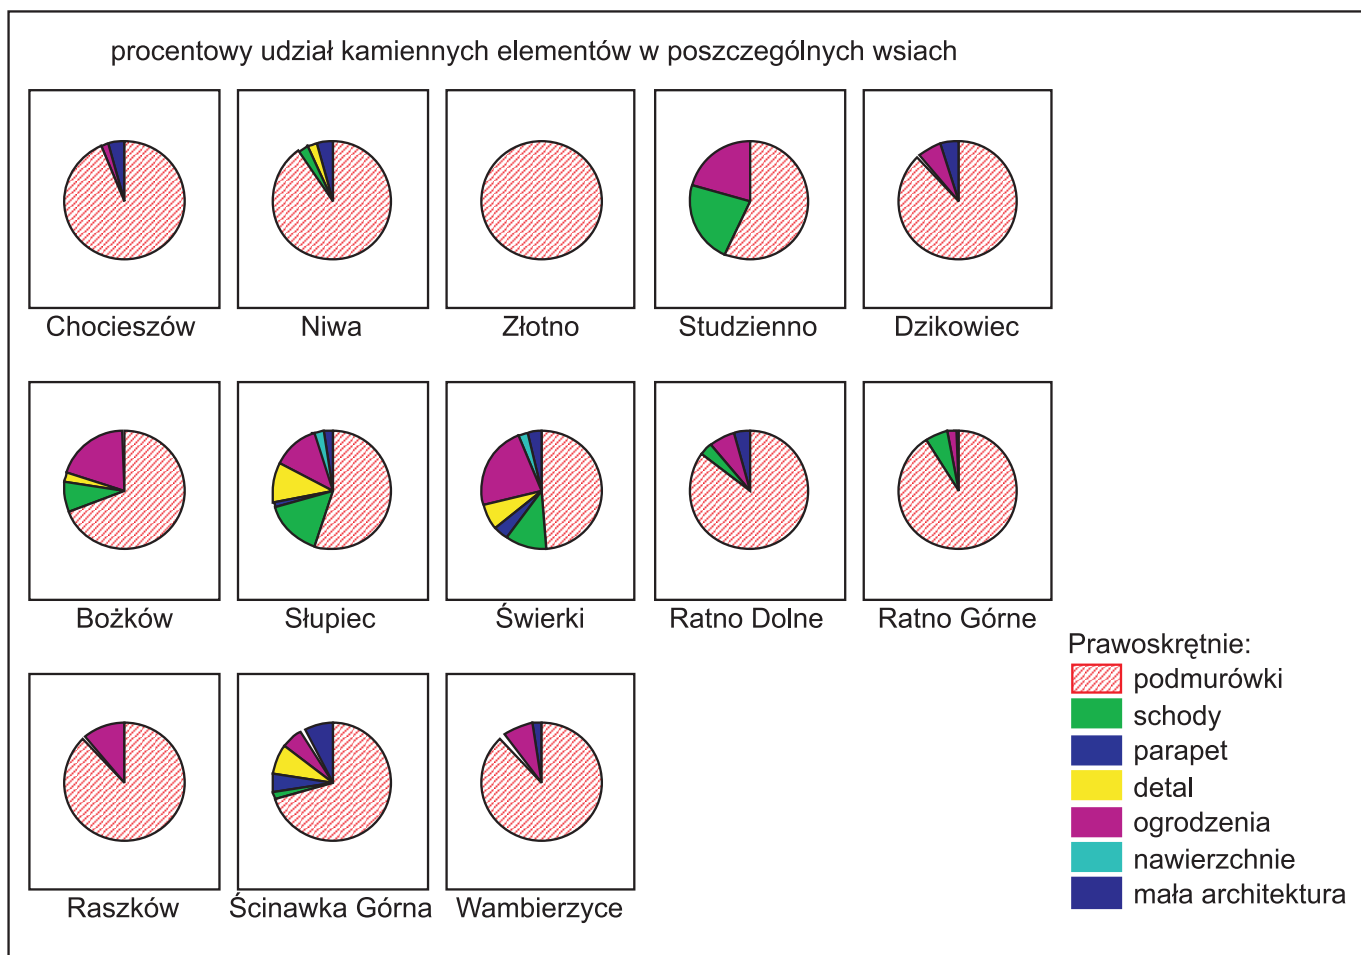 procentowy udział kamiennych elementów w poszczególnych wsiach
Chocieszów Niwa Złotno Studzienno Dzikowiec
Bożków Słupiec Świerki Ratno Dolne Ratno Górne
Raszków Ścinawka Górna Wambierzyce
Prawoskrętnie:
podmurówki
schody
parapet
detal
ogrodzenia
nawierzchnie
mała architektura